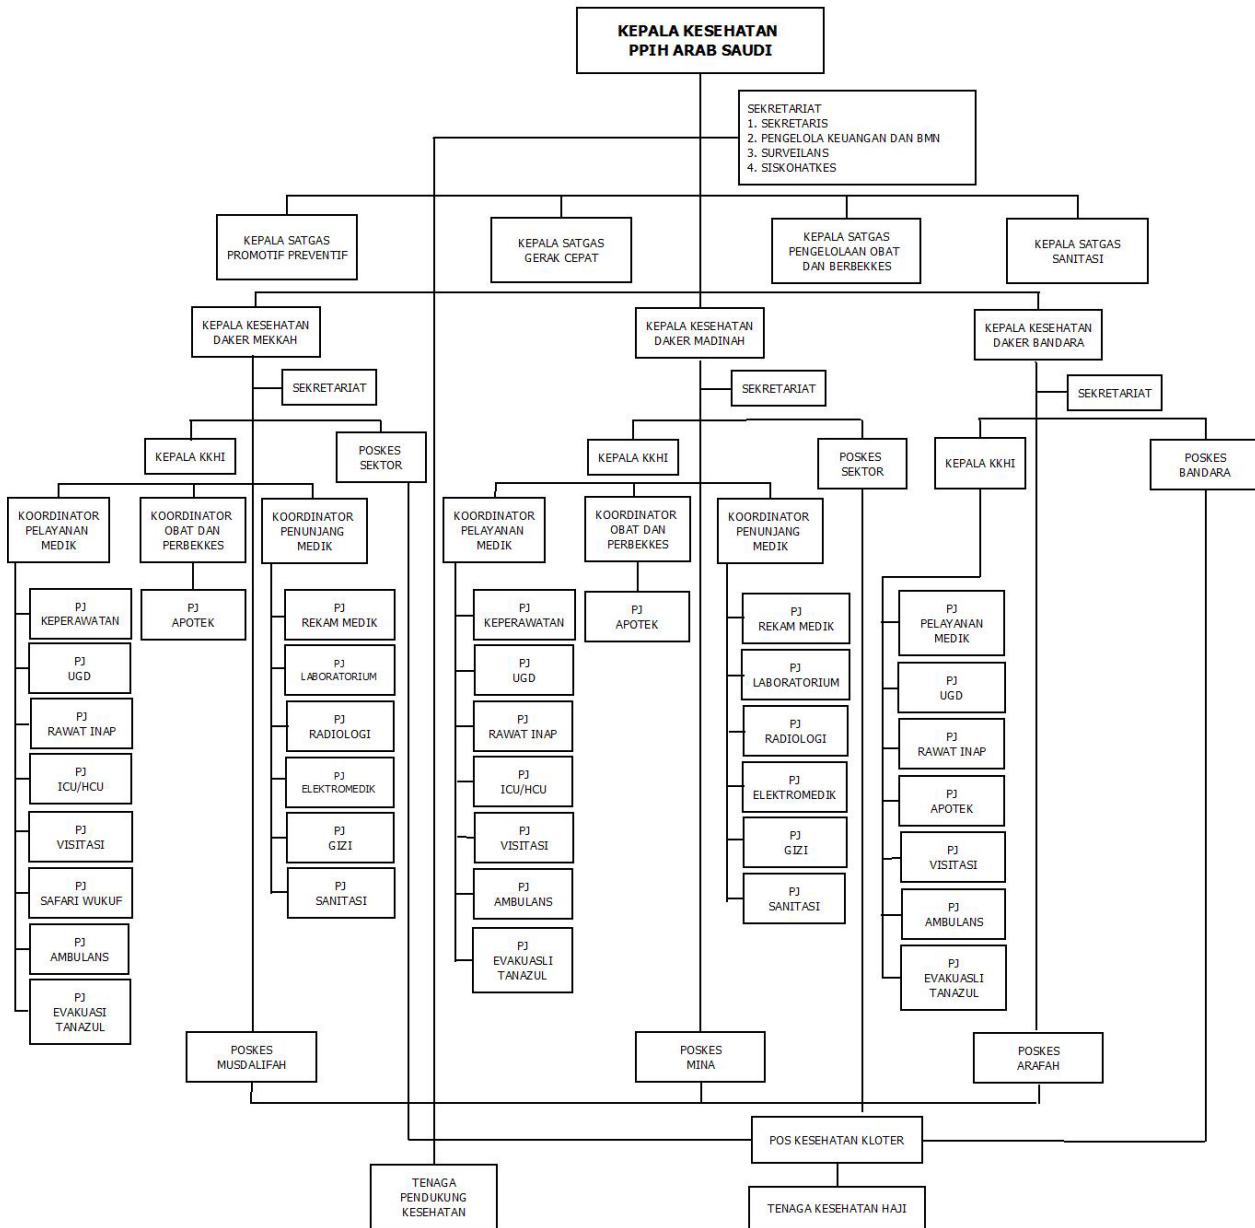 KEPALA KESEHATAN
PPIH ARAB SAUDI
SEKRETARIAT
1. SEKRETARIS
2. PENGELOLA KEUANGAN DAN BMN
3. SURVEILANS
4. SISKOHATKES
KEPALA SATGAS
PROMOTIF PREVENTIF
KEPALA SATGAS
GERAK CEPAT
KEPALA SATGAS
PENGELOLAAN OBAT
DAN BERBEKKES
KEPALA SATGAS
SANITASI
KEPALA KESEHATAN
DAKER MEKKAH
KEPALA KESEHATAN
DAKER MADINAH
KEPALA KESEHATAN
DAKER BANDARA
SEKRETARIAT
SEKRETARIAT
SEKRETARIAT
KEPALA KKHI
POSKES
SEKTOR
KEPALA KKHI
POSKES
SEKTOR
KEPALA KKHI
POSKES
BANDARA
KOORDINATOR
PELAYANAN
MEDIK
KOORDINATOR
OBAT DAN
PERBEKKES
KOORDINATOR
PENUNJANG
MEDIK
KOORDINATOR
PELAYANAN
MEDIK
KOORDINATOR
OBAT DAN
PERBEKKES
KOORDINATOR
PENUNJANG
MEDIK
PJ
KEPERAWATAN
PJ
UGD
PJ
RAWAT INAP
PJ
ICU/HCU
PJ
VISITASI
PJ
SAFARI WUKUF
PJ
AMBULANS
PJ
EVAKUASI
TANAZUL
PJ
APOTEK
PJ
REKAM MEDIK
PJ
LABORATORIUM
PJ
RADIOLOGI
PJ
ELEKTROMEDIK
PJ
GIZI
PJ
SANITASI
PJ
KEPERAWATAN
PJ
UGD
PJ
RAWAT INAP
PJ
ICU/HCU
PJ
VISITASI
PJ
AMBULANS
PJ
EVAKUASLI
TANAZUL
PJ
APOTEK
PJ
REKAM MEDIK
PJ
LABORATORIUM
PJ
RADIOLOGI
PJ
ELEKTROMEDIK
PJ
GIZI
PJ
SANITASI
PJ
PELAYANAN
MEDIK
PJ
UGD
PJ
RAWAT INAP
PJ
APOTEK
PJ
VISITASI
PJ
AMBULANS
PJ
EVAKUASLI
TANAZUL
POSKES
MUSDALIFAH
POSKES
MINA
POSKES
ARAFAH
POS KESEHATAN KLOTER
TENAGA
PENDUKUNG
KESEHATAN
TENAGA KESEHATAN HAJI